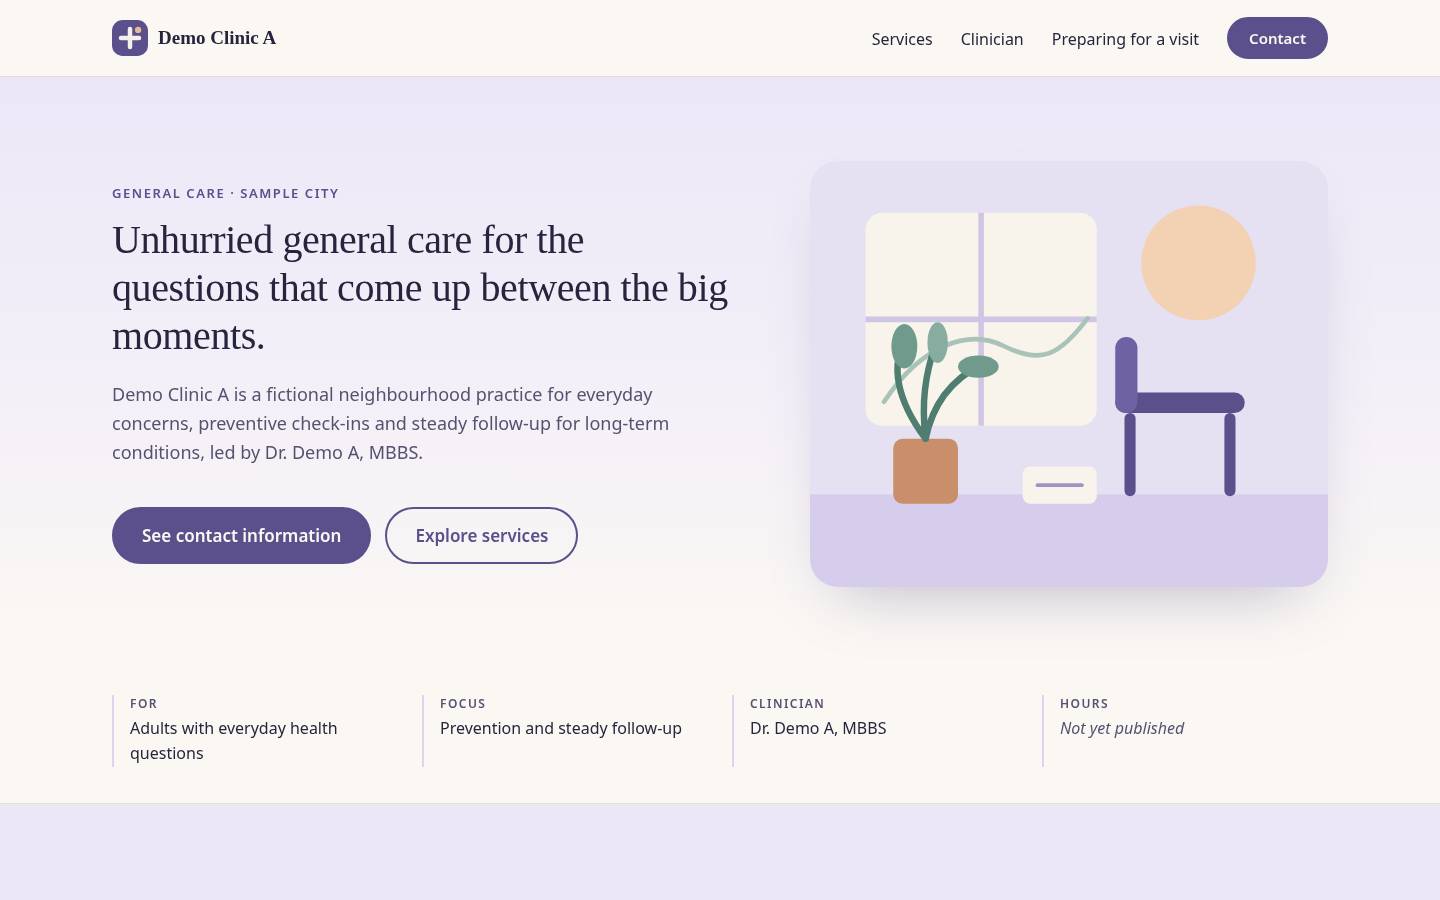 Demo Clinic A
Services
Clinician
Preparing for a visit
Contact
GENERAL CARE · SAMPLE CITY
Unhurried general care for the
questions that come up between the big
moments.
Demo Clinic A is a fictional neighbourhood practice for everyday
concerns, preventive check-ins and steady follow-up for long-term
conditions, led by Dr. Demo A, MBBS.
See contact information
Explore services
FOR
Adults with everyday health
questions
FOCUS
Prevention and steady follow-up
CLINICIAN
Dr. Demo A, MBBS
HOURS
Not yet published